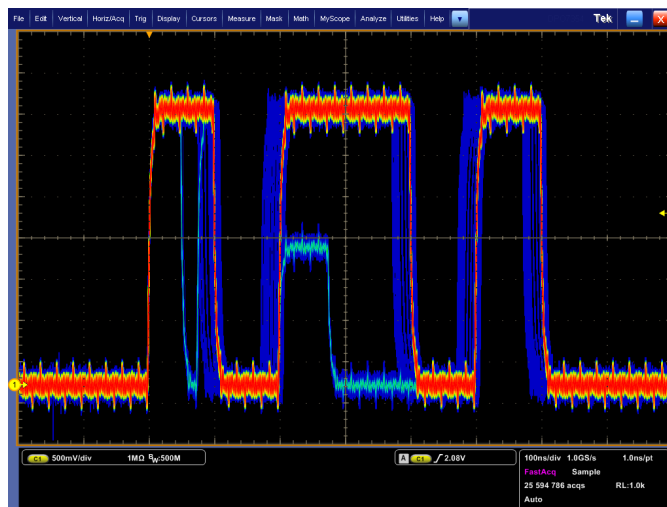 File Edit Vertical Horiz/Acq Trig Display Cursors Measure Mask Math MyScope Analyze Utilities Help Tek X
1
C1 500mV/div 1MΩ BW:500M
A C1 2.08V
100ns/div 1.0GS/s 1.0ns/pt
FastAcq Sample
25 594 786 acqs RL:1.0k
Auto